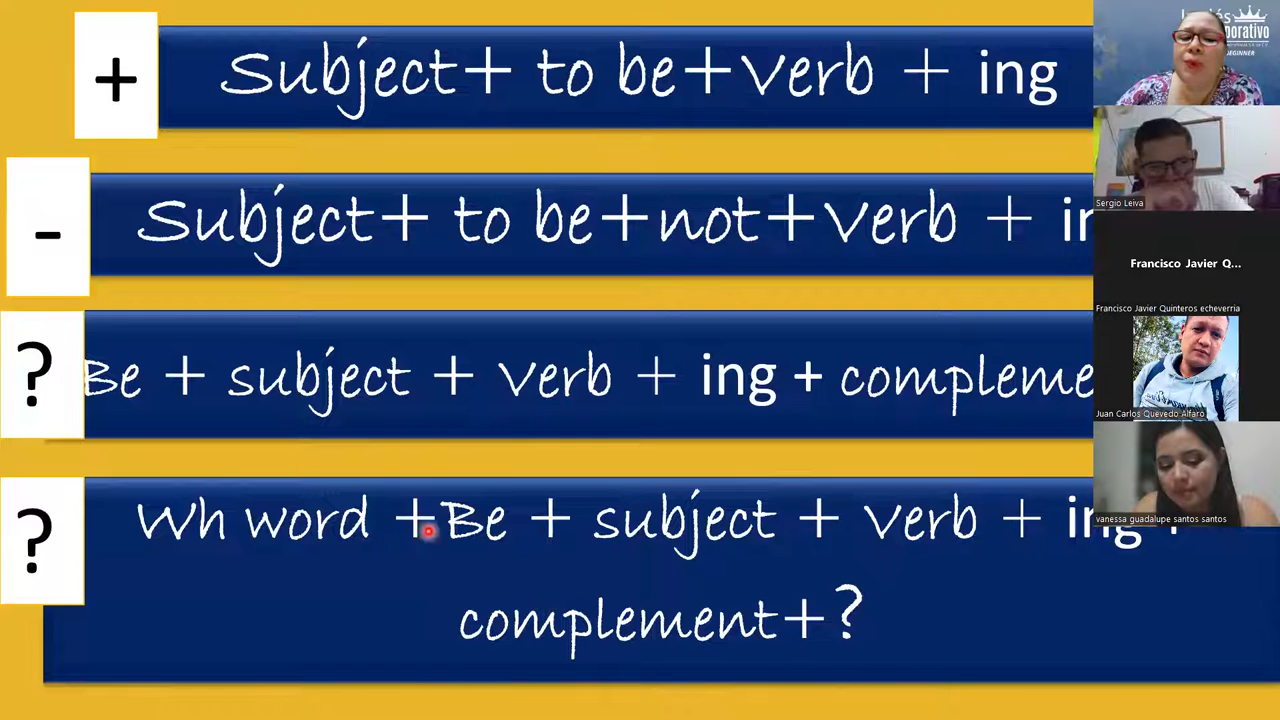 +
Subject+ to be+Verb + ing
-
Subject+ to be+not+Verb +
?
Be + subject + Verb + ing + compleme
?
Wh word +Be + subject + Verb + ing +
complement+?
BEGINNER
Sergio Leiva
Francisco Javier Q...
Francisco Javier Quinteros echeverria
Juan Carlos Quevedo Alfaro
vanessa guadalupe santos santos